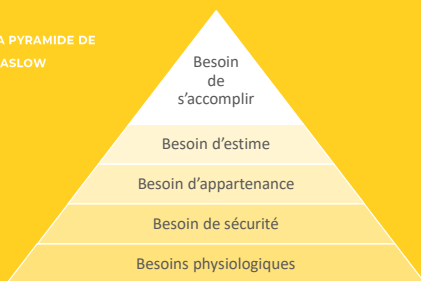 A PYRAMIDE DE
ASLOW
Besoin
de
s’accomplir
Besoin d’estime
Besoin d’appartenance
Besoin de sécurité
Besoins physiologiques